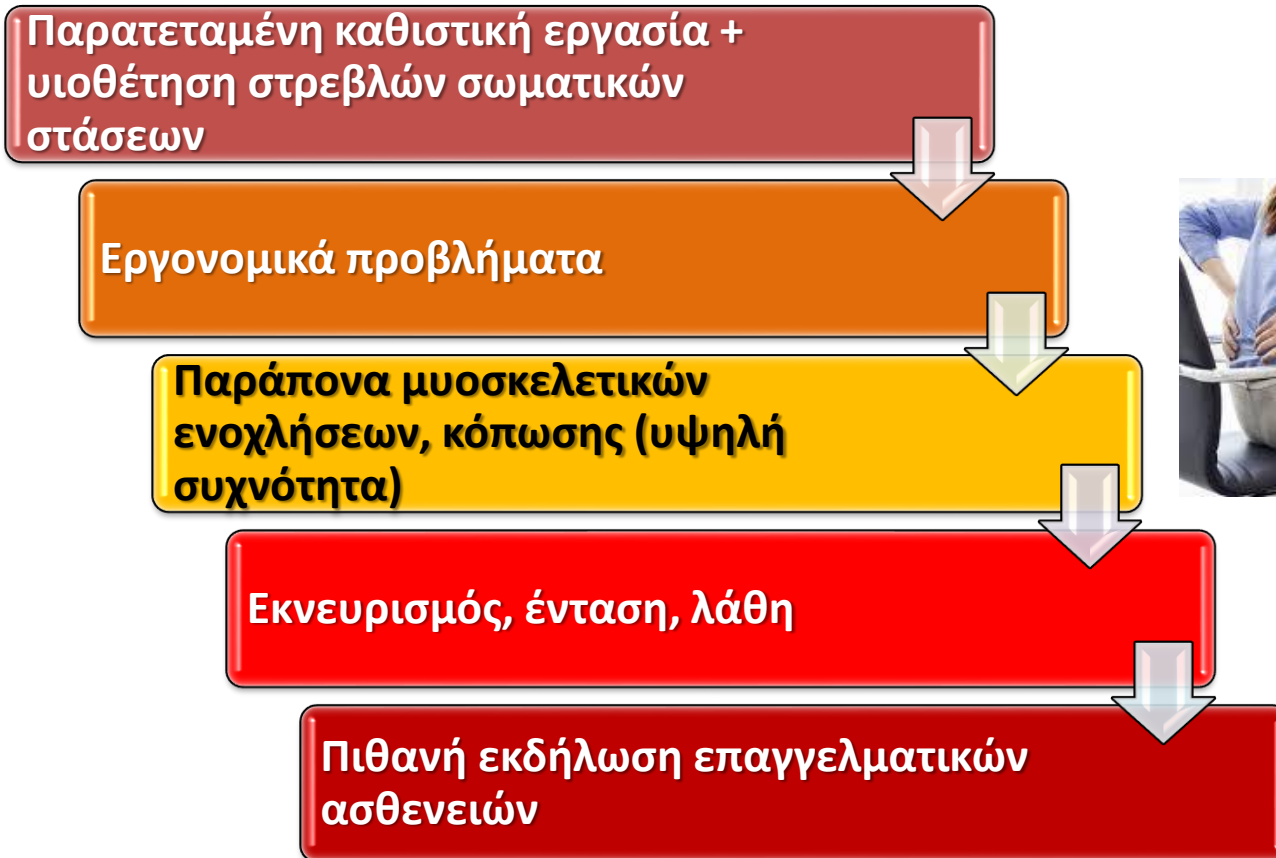 Παρατεταμένη καθιστική εργασία +
υιοθέτηση στρεβλών σωματικών
στάσεων
Εργονομικά προβλήματα
Παράπονα μυοσκελετικών
ενοχλήσεων, κόπωσης (υψηλή
συχνότητα)
Εκνευρισμός, ένταση, λάθη
Πιθανή εκδήλωση επαγγελματικών
ασθενειών